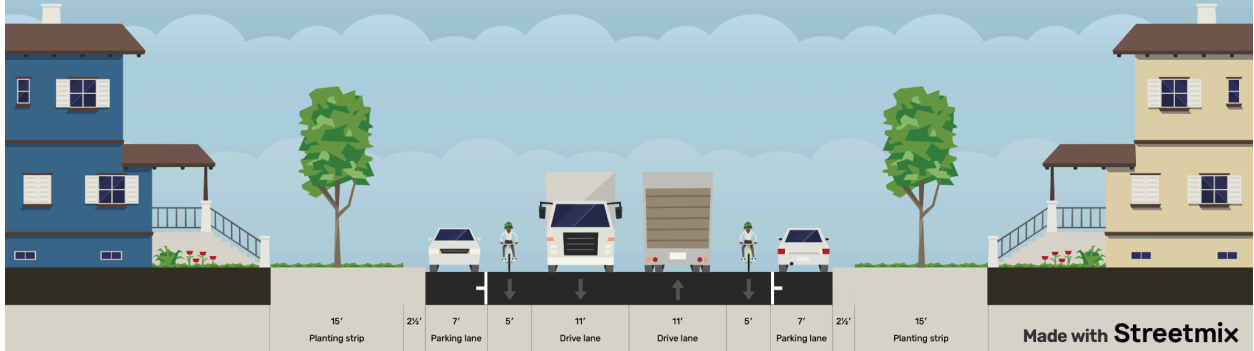 15' 2½' 7' 5' 11' 11' 5' 7' 2½' 15'
Planting strip Parking lane Drive lane Drive lane Parking lane Planting strip
Made with Streetmix